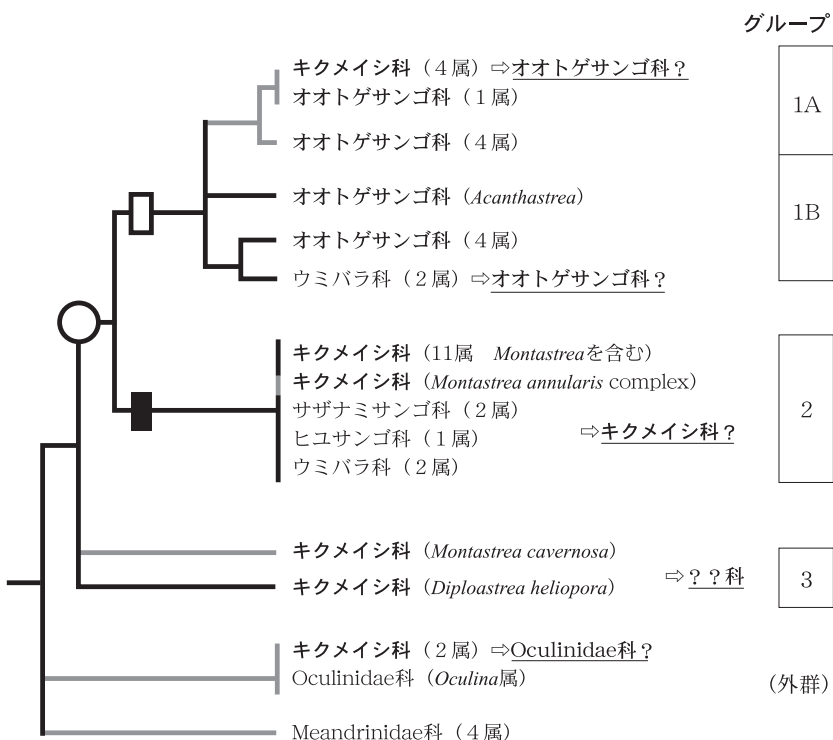 グループ
キクメイシ科（4属）⇨オオトゲサンゴ科？
オオトゲサンゴ科（1属）
1A
オオトゲサンゴ科（4属）
オオトゲサンゴ科（Acanthastrea）
1B
オオトゲサンゴ科（4属）
ウミバラ科（2属）⇨オオトゲサンゴ科？
キクメイシ科（11属　Montastreaを含む）
キクメイシ科（Montastrea annularis complex）
サザナミサンゴ科（2属）
2
ヒユサンゴ科（1属）
⇨キクメイシ科？
ウミバラ科（2属）
キクメイシ科（Montastrea cavernosa）
キクメイシ科（Diploastrea heliopora）
⇨？？科
3
キクメイシ科（2属）⇨Oculinidae科？
Oculinidae科（Oculina属）
（外群）
Meandrinidae科（4属）